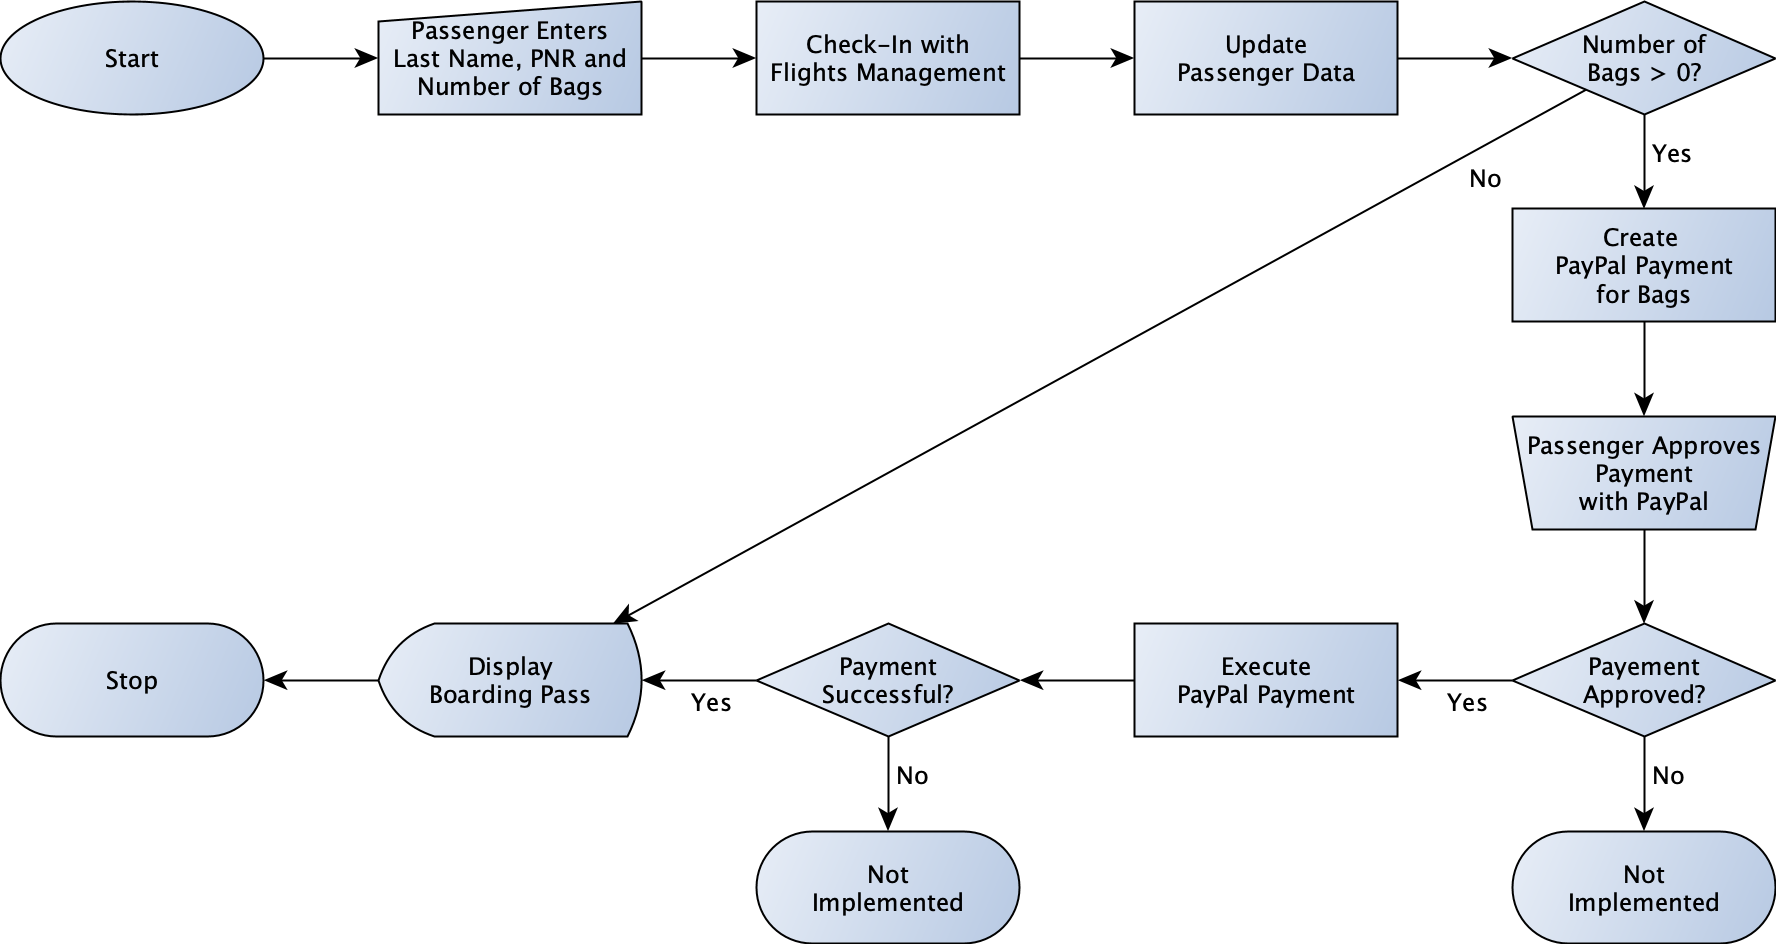 Start
Passenger Enters
Last Name, PNR and
Number of Bags
Check-In with
Flights Management
Update
Passenger Data
Number of
Bags > 0?
Yes
No
Create
PayPal Payment
for Bags
Passenger Approves
Payment
with PayPal
Payement
Approved?
Yes
No
Execute
PayPal Payment
Payment
Successful?
Yes
No
Display
Boarding Pass
Stop
Not
Implemented
Not
Implemented